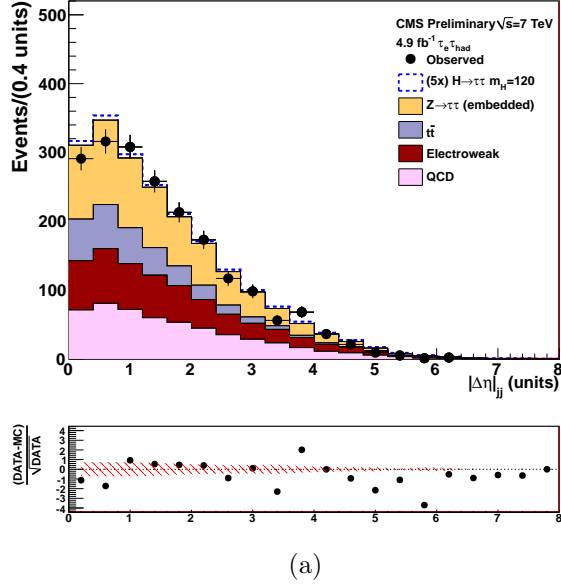 CMS Preliminary √s=7 TeV
4.9 fb⁻¹ τₑτ_had
Observed
(5x) H→ττ m_H=120
Z→ττ (embedded)
tt̄
Electroweak
QCD
Events/(0.4 units)
500
400
300
200
100
0
0 1 2 3 4 5 6 7 8
|Δη|_jj (units)
(DATA-MC)
√DATA
4
3
2
1
0
-1
-2
-3
-4
0 1 2 3 4 5 6 7 8
(a)